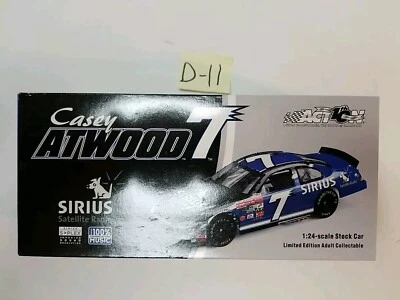 D-11
Casey
ATWOOD 7
ACTION
SIRIUS
Satellite Radio
100%
MUSIC
7
SIRIUS
1:24-scale Stock Car
Limited Edition Adult Collectable